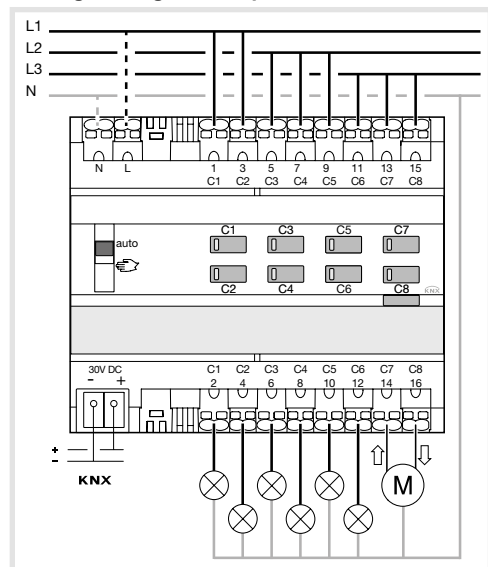 L1
L2
L3
N
N L 1 3 5 7 9 11 13 15
C1 C2 C3 C4 C5 C6 C7 C8
auto
C1 C3 C5 C7
C2 C4 C6 C8
KNX
30V DC
- +
C1 C2 C3 C4 C5 C6 C7 C8
2 4 6 8 10 12 14 16
+
-
KNX
M